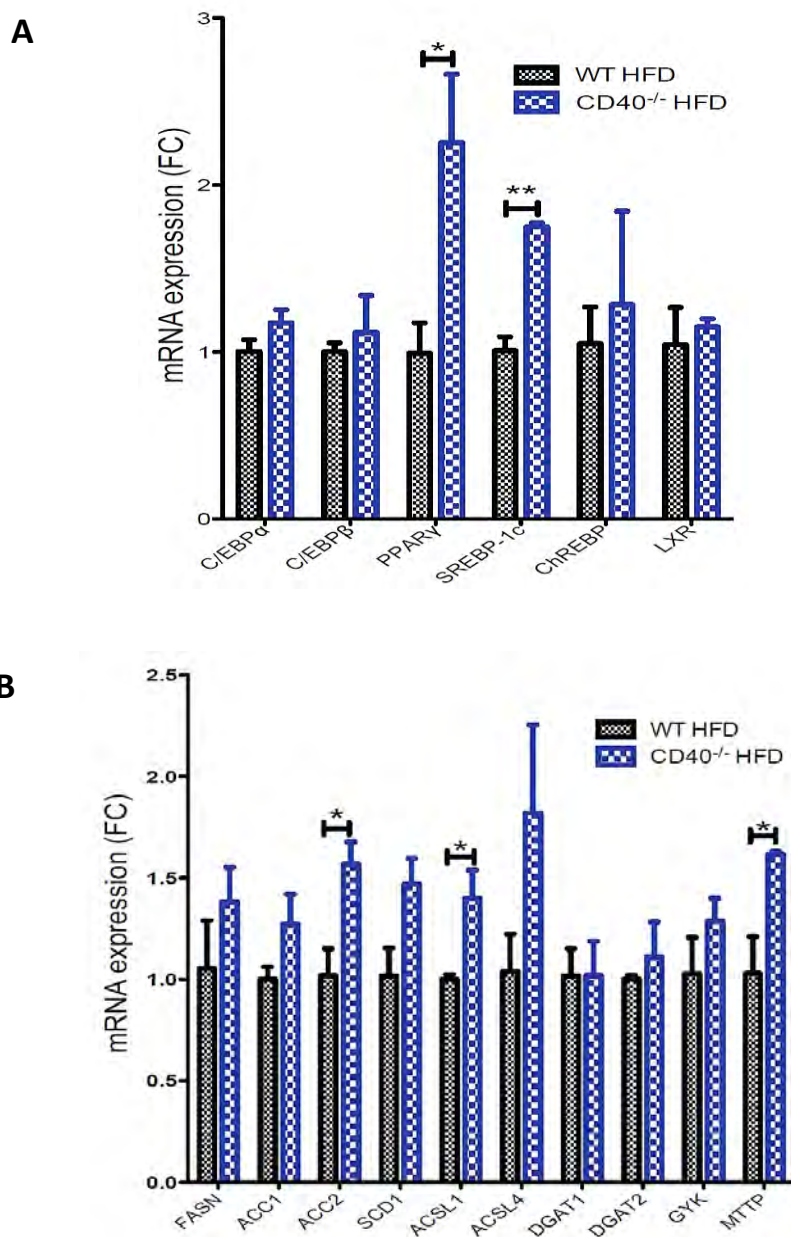 A
3
2
1
0
mRNA expression (FC)
*
**
WT HFD
CD40-/- HFD
C/EBPα
C/EBPβ
PPARγ
SREBP-1c
ChREBP
LXR
B
2.5
2.0
1.5
1.0
0.5
0.0
mRNA expression (FC)
*
*
*
WT HFD
CD40-/- HFD
FASN
ACC1
ACC2
SCD1
ACSL1
ACSL4
DGAT1
DGAT2
GYK
MTTP